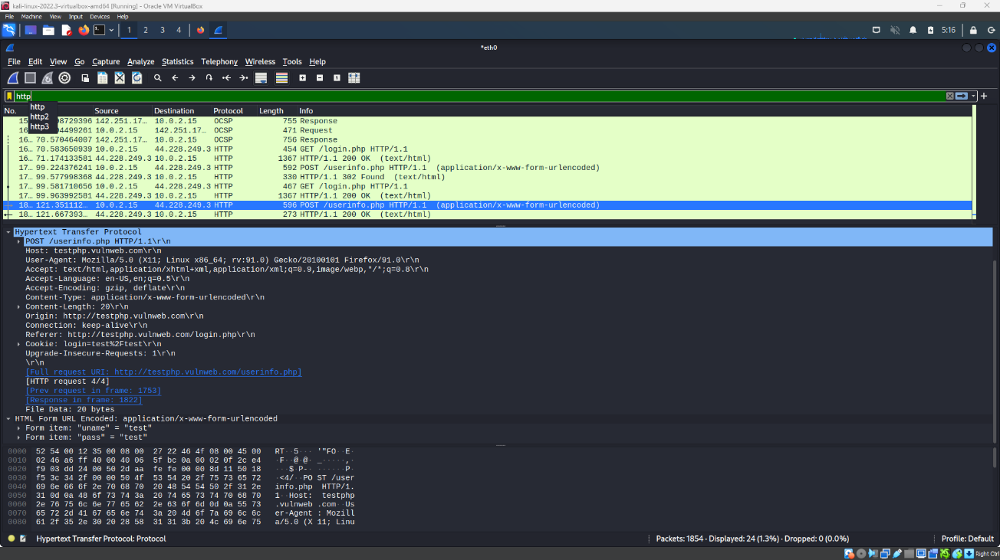 kali-linux-2022.3-virtualbox-amd64 [Running] - Oracle VM VirtualBox
File Machine View Input Devices Help
1 2 3 4 5:16
*eth0
File Edit View Go Capture Analyze Statistics Telephony Wireless Tools Help
http
http
http2
http3
No. Source Destination Protocol Length Info
15 98729396 142.251.17… 10.0.2.15 OCSP 755 Response
16 4499261 10.0.2.15 142.251.17… OCSP 471 Request
16… 70.570464007 142.251.17… 10.0.2.15 OCSP 756 Response
16… 70.583650939 10.0.2.15 44.228.249.3 HTTP 454 GET /login.php HTTP/1.1
16… 71.174133581 44.228.249.3 10.0.2.15 HTTP 1367 HTTP/1.1 200 OK (text/html)
17… 99.224376241 10.0.2.15 44.228.249.3 HTTP 592 POST /userinfo.php HTTP/1.1 (application/x-www-form-urlencoded)
17… 99.577998368 44.228.249.3 10.0.2.15 HTTP 330 HTTP/1.1 302 Found (text/html)
17… 99.581710656 10.0.2.15 44.228.249.3 HTTP 467 GET /login.php HTTP/1.1
17… 99.963992581 44.228.249.3 10.0.2.15 HTTP 1367 HTTP/1.1 200 OK (text/html)
18… 121.351112… 10.0.2.15 44.228.249.3 HTTP 596 POST /userinfo.php HTTP/1.1 (application/x-www-form-urlencoded)
18… 121.667393… 44.228.249.3 10.0.2.15 HTTP 273 HTTP/1.1 200 OK (text/html)
Hypertext Transfer Protocol
POST /userinfo.php HTTP/1.1\r\n
Host: testphp.vulnweb.com\r\n
User-Agent: Mozilla/5.0 (X11; Linux x86_64; rv:91.0) Gecko/20100101 Firefox/91.0\r\n
Accept: text/html,application/xhtml+xml,application/xml;q=0.9,image/webp,*/*;q=0.8\r\n
Accept-Language: en-US,en;q=0.5\r\n
Accept-Encoding: gzip, deflate\r\n
Content-Type: application/x-www-form-urlencoded\r\n
Content-Length: 20\r\n
Origin: http://testphp.vulnweb.com\r\n
Connection: keep-alive\r\n
Referer: http://testphp.vulnweb.com/login.php\r\n
Cookie: login=test%2Ftest\r\n
Upgrade-Insecure-Requests: 1\r\n
\r\n
[Full request URI: http://testphp.vulnweb.com/userinfo.php]
[HTTP request 4/4]
[Prev request in frame: 1753]
[Response in frame: 1822]
File Data: 20 bytes
HTML Form URL Encoded: application/x-www-form-urlencoded
Form item: "uname" = "test"
Form item: "pass" = "test"
0000 52 54 00 12 35 00 08 00 27 22 46 4f 08 00 45 00 RT··5··· '"FO··E·
0010 02 46 a6 ff 40 00 40 06 5f bc 0a 00 02 0f 2c e4 ·F··@·@· _·····,·
0020 f9 03 dd 24 00 50 2d aa fe fe 00 00 8d 11 50 18 ···$·P-· ······P·
0030 f5 3c 34 2f 00 00 50 4f 53 54 20 2f 75 73 65 72 ·<4/··PO ST /user
0040 69 6e 66 6f 2e 70 68 70 20 48 54 54 50 2f 31 2e info.php HTTP/1.
0050 31 0d 0a 48 6f 73 74 3a 20 74 65 73 74 70 68 70 1··Host: testphp
0060 2e 76 75 6c 6e 77 65 62 2e 63 6f 6d 0d 0a 55 73 .vulnweb .com··Us
0070 65 72 2d 41 67 65 6e 74 3a 20 4d 6f 7a 69 6c 6c er-Agent : Mozill
0080 61 2f 35 2e 30 20 28 58 31 31 3b 20 4c 69 6e 75 a/5.0 (X 11; Linu
Hypertext Transfer Protocol: Protocol Packets: 1854 · Displayed: 24 (1.3%) · Dropped: 0 (0.0%) Profile: Default
Right Ctrl